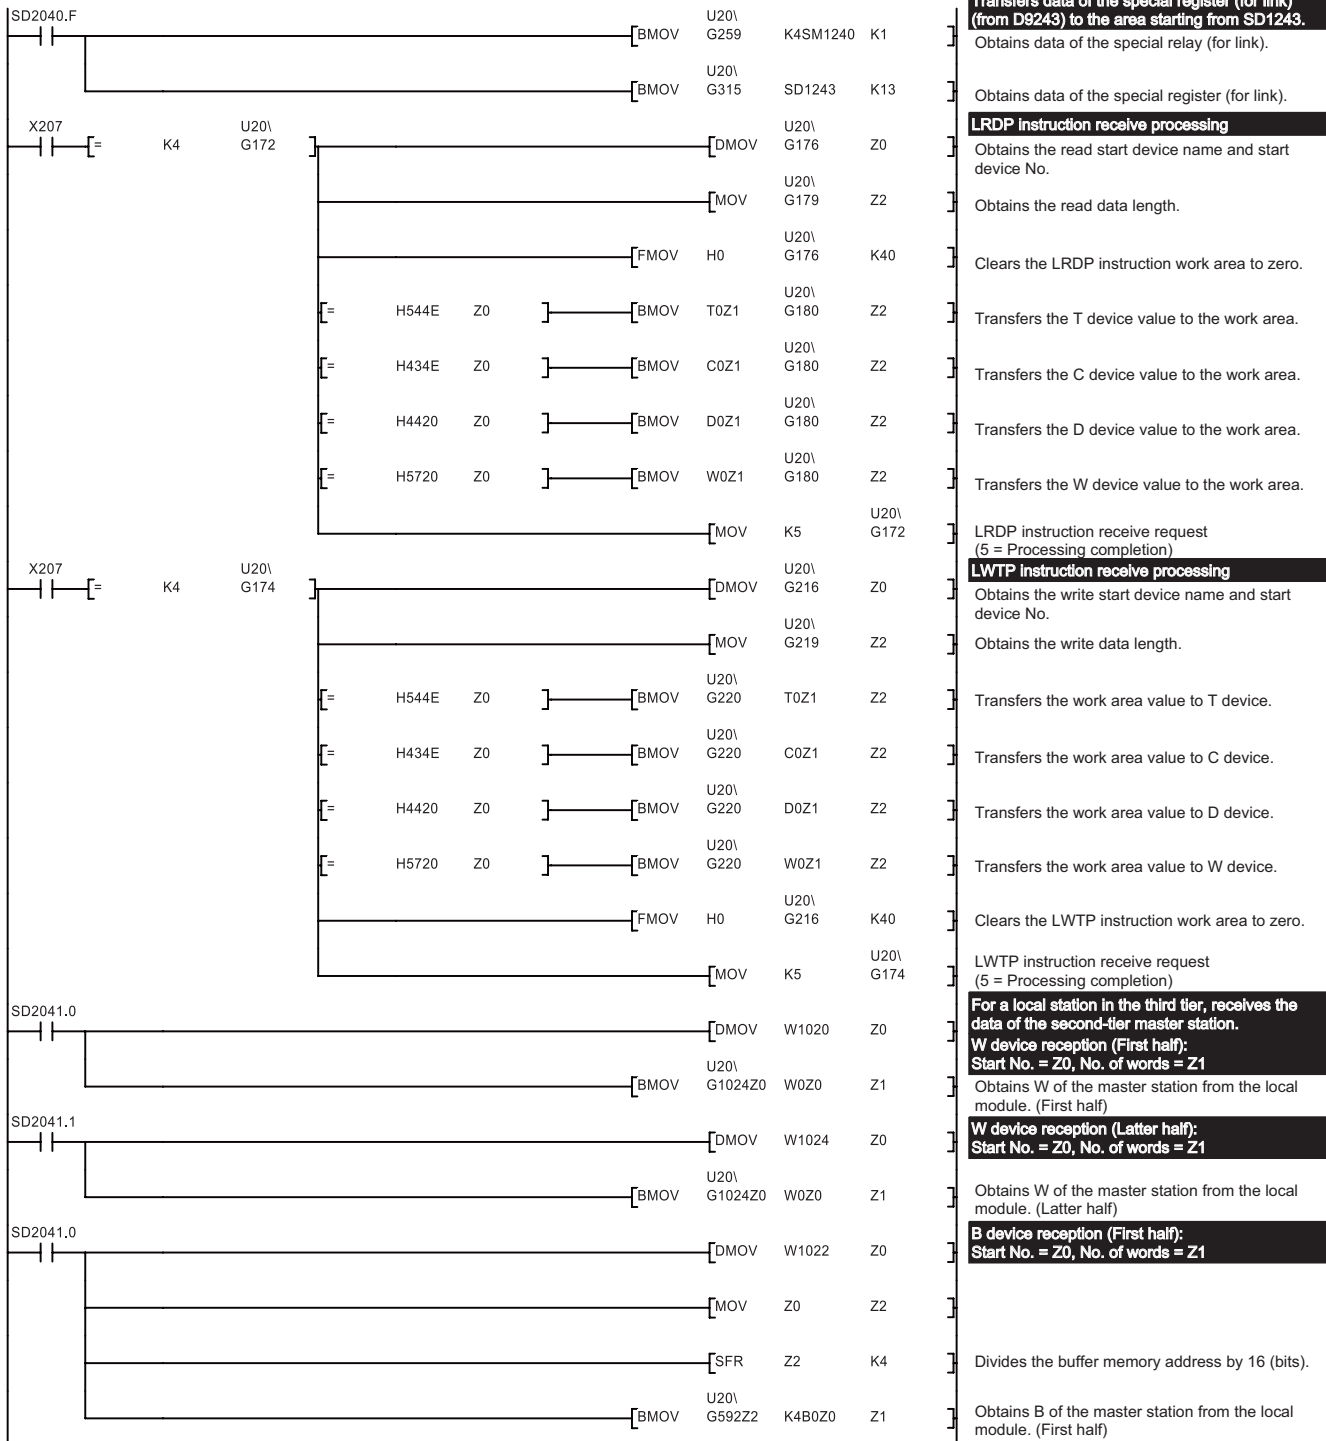 Transfers data of the special register (for link)
(from D9243) to the area starting from SD1243.
SD2040.F
U20\
BMOV G259 K4SM1240 K1
Obtains data of the special relay (for link).
U20\
BMOV G315 SD1243 K13
Obtains data of the special register (for link).
LRDP instruction receive processing
X207
= K4 U20\
G172
U20\
DMOV G176 Z0
Obtains the read start device name and start
device No.
U20\
MOV G179 Z2
Obtains the read data length.
U20\
FMOV H0 G176 K40
Clears the LRDP instruction work area to zero.
U20\
= H544E Z0 BMOV T0Z1 G180 Z2
Transfers the T device value to the work area.
U20\
= H434E Z0 BMOV C0Z1 G180 Z2
Transfers the C device value to the work area.
U20\
= H4420 Z0 BMOV D0Z1 G180 Z2
Transfers the D device value to the work area.
U20\
= H5720 Z0 BMOV W0Z1 G180 Z2
Transfers the W device value to the work area.
U20\
MOV K5 G172
LRDP instruction receive request
(5 = Processing completion)
LWTP instruction receive processing
X207
= K4 U20\
G174
U20\
DMOV G216 Z0
Obtains the write start device name and start
device No.
U20\
MOV G219 Z2
Obtains the write data length.
U20\
= H544E Z0 BMOV G220 T0Z1 Z2
Transfers the work area value to T device.
U20\
= H434E Z0 BMOV G220 C0Z1 Z2
Transfers the work area value to C device.
U20\
= H4420 Z0 BMOV G220 D0Z1 Z2
Transfers the work area value to D device.
U20\
= H5720 Z0 BMOV G220 W0Z1 Z2
Transfers the work area value to W device.
U20\
FMOV H0 G216 K40
Clears the LWTP instruction work area to zero.
U20\
MOV K5 G174
LWTP instruction receive request
(5 = Processing completion)
For a local station in the third tier, receives the
data of the second-tier master station.
W device reception (First half):
Start No. = Z0, No. of words = Z1
SD2041.0
DMOV W1020 Z0
U20\
BMOV G1024Z0 W0Z0 Z1
Obtains W of the master station from the local
module. (First half)
W device reception (Latter half):
Start No. = Z0, No. of words = Z1
SD2041.1
DMOV W1024 Z0
U20\
BMOV G1024Z0 W0Z0 Z1
Obtains W of the master station from the local
module. (Latter half)
B device reception (First half):
Start No. = Z0, No. of words = Z1
SD2041.0
DMOV W1022 Z0
MOV Z0 Z2
SFR Z2 K4
Divides the buffer memory address by 16 (bits).
U20\
BMOV G592Z2 K4B0Z0 Z1
Obtains B of the master station from the local
module. (First half)